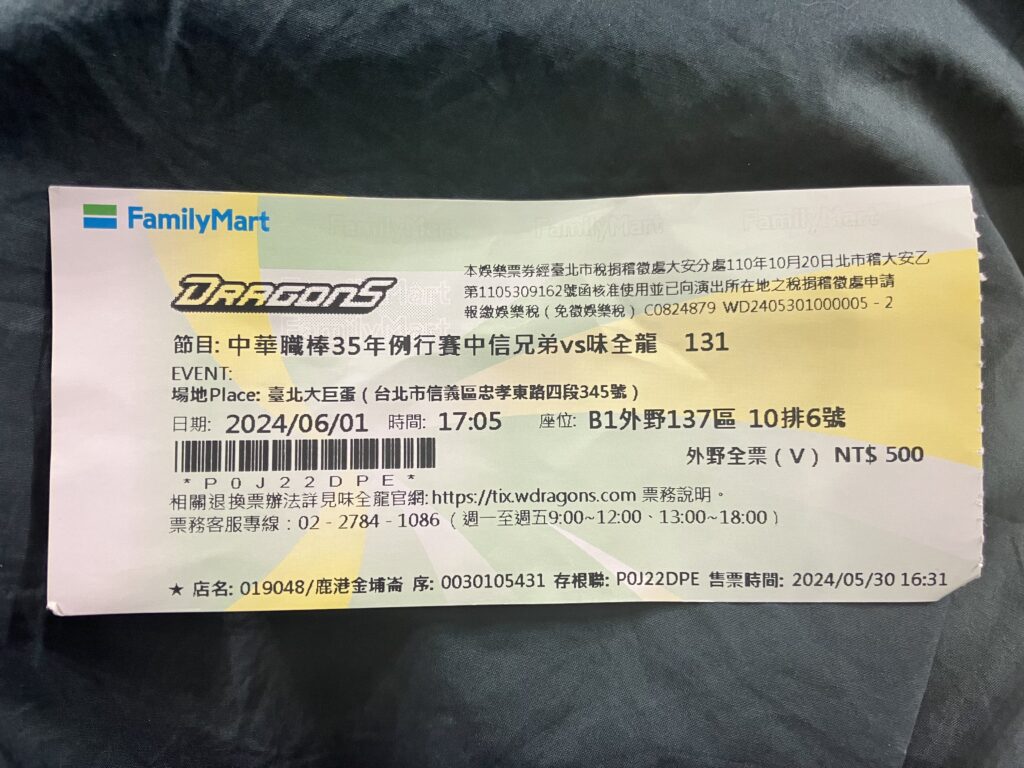 FamilyMart
DRAGONS
本娛樂票券經臺北市稅捐稽徵處大安分處110年10月20日北市稽大安乙
第1105309162號函核准使用並已向演出所在地之稅捐稽徵處申請
報繳娛樂稅(免徵娛樂稅) C0824879 WD2405301000005 - 2
節目: 中華職棒35年例行賽中信兄弟vs味全龍 131
EVENT:
場地Place: 臺北大巨蛋(台北市信義區忠孝東路四段345號)
日期: 2024/06/01 時間: 17:05 座位: B1外野137區 10排6號
外野全票(V) NT$ 500
*P0J22DPE*
相關退換票辦法詳見味全龍官網:https://tix.wdragons.com 票務說明。
票務客服專線:02-2784-1086 (週一至週五9:00~12:00、13:00~18:00)
★ 店名: 019048/鹿港金埔崙 序: 0030105431 存根聯: P0J22DPE 售票時間: 2024/05/30 16:31